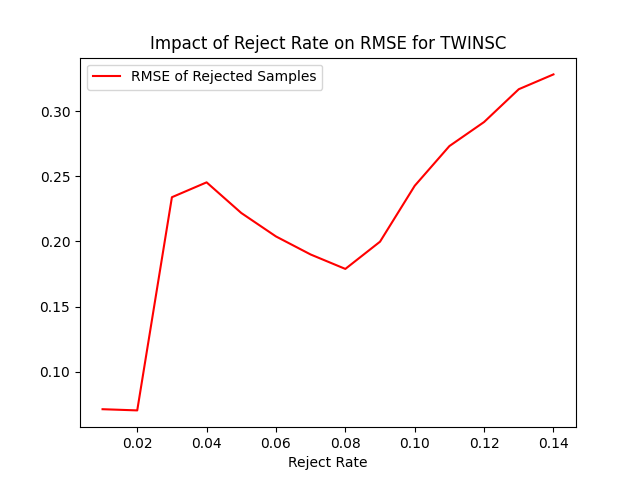 Impact of Reject Rate on RMSE for TWINSC
RMSE of Rejected Samples
0.30
0.25
0.20
0.15
0.10
0.02 0.04 0.06 0.08 0.10 0.12 0.14
Reject Rate